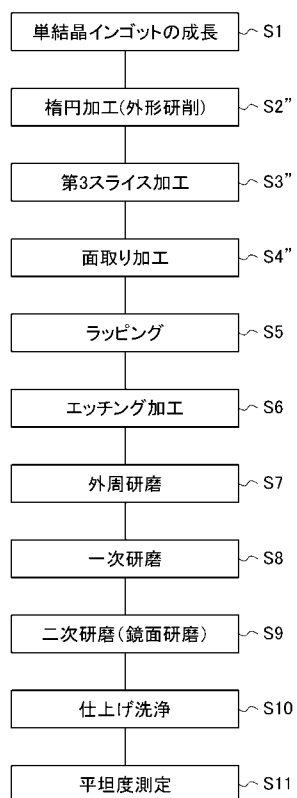 単結晶インゴットの成長 S1
楕円加工(外形研削) S2”
第3スライス加工 S3”
面取り加工 S4”
ラッピング S5
エッチング加工 S6
外周研磨 S7
一次研磨 S8
二次研磨(鏡面研磨) S9
仕上げ洗浄 S10
平坦度測定 S11